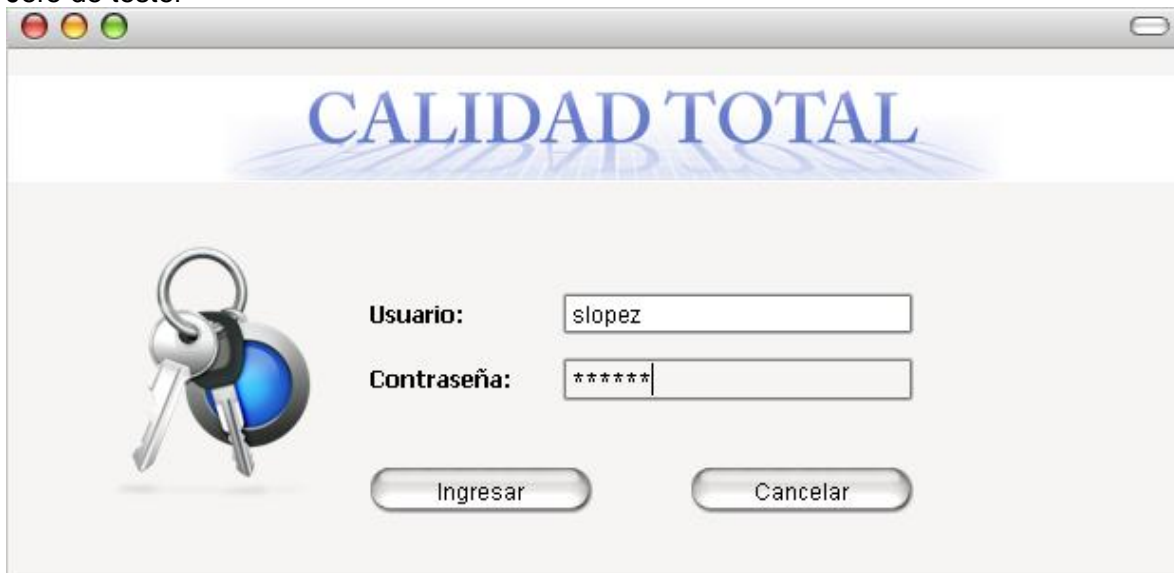 CALIDAD TOTAL
Usuario: slopez
Contraseña: ******
Ingresar Cancelar